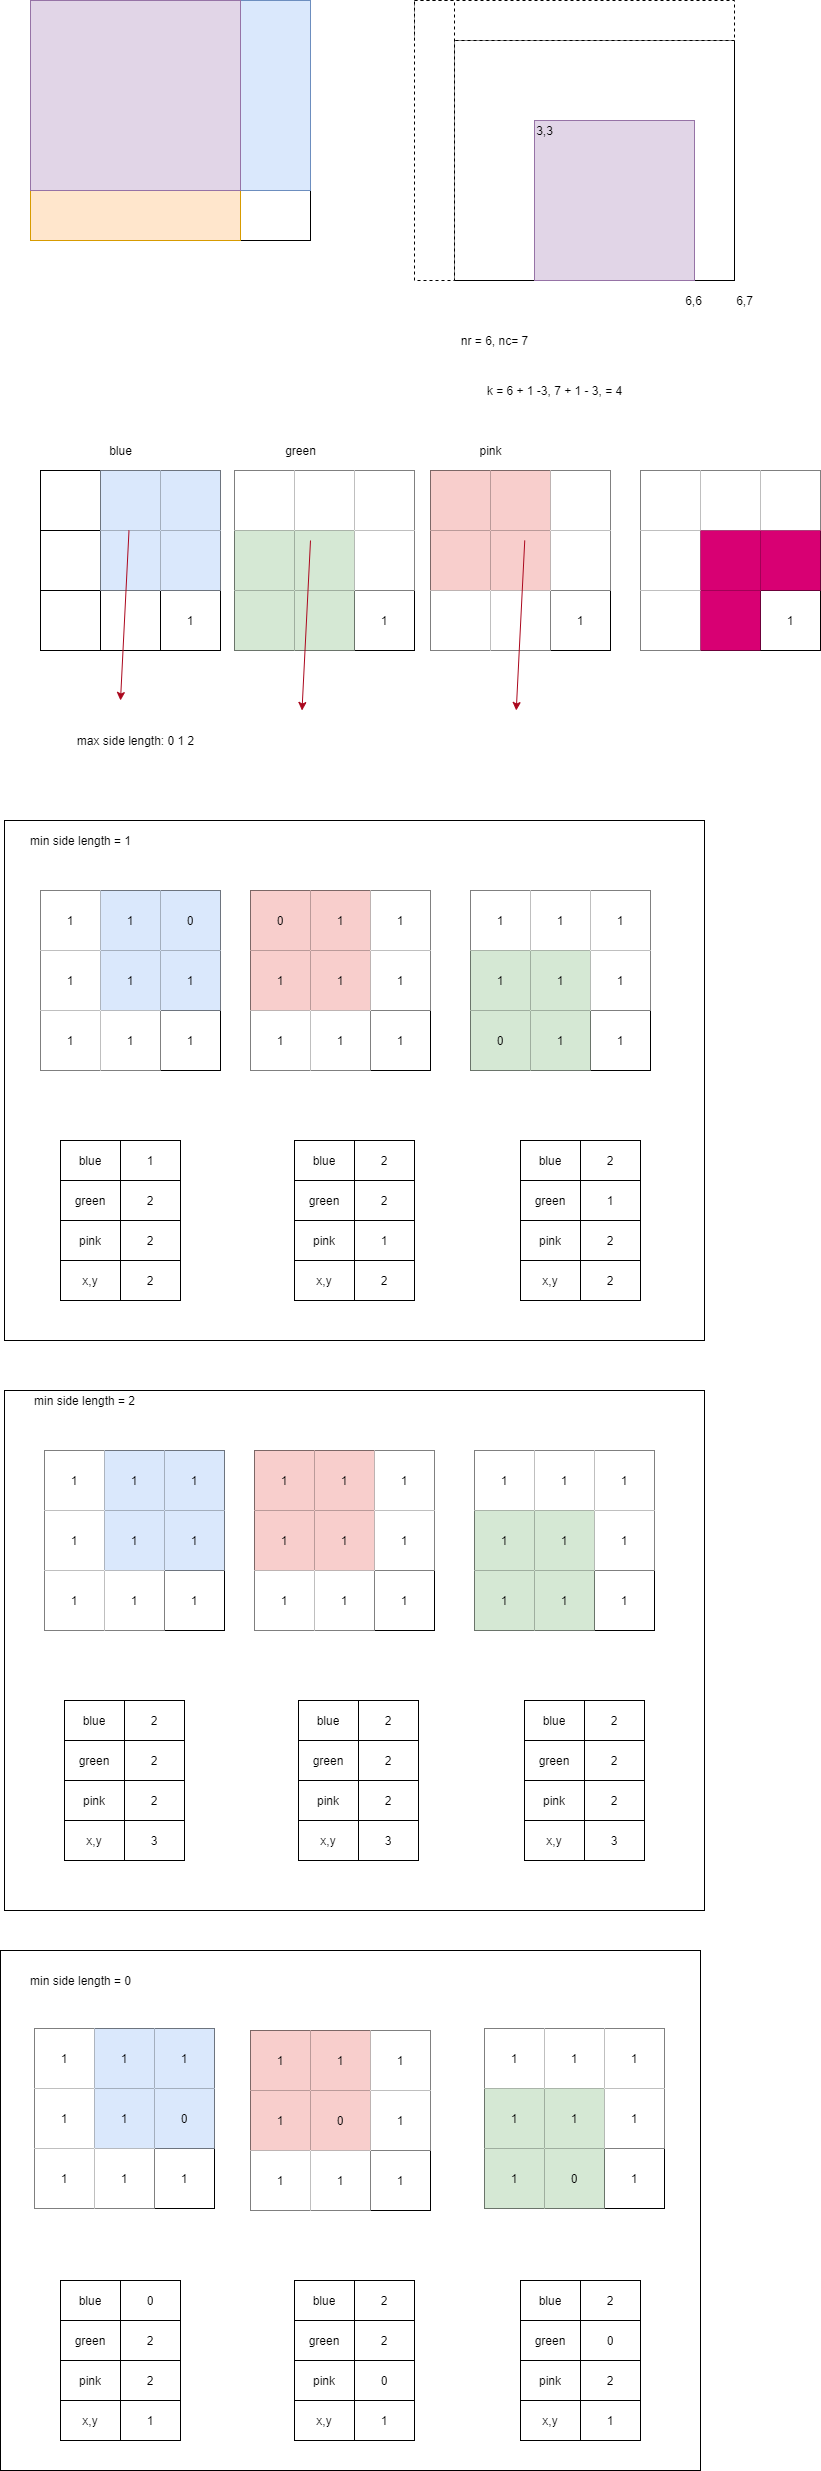 3,3
6,6 6,7
nr = 6, nc= 7
k = 6 + 1 -3, 7 + 1 - 3, = 4
blue green pink
1 1 1 1
max side length: 0 1 2
min side length = 1
1 1 0 0 1 1 1 1 1
1 1 1 1 1 1 1 1 1
1 1 1 1 1 1 0 1 1
blue 1 blue 2 blue 2
green 2 green 2 green 1
pink 2 pink 1 pink 2
x,y 2 x,y 2 x,y 2
min side length = 2
1 1 1 1 1 1 1 1 1
1 1 1 1 1 1 1 1 1
1 1 1 1 1 1 1 1 1
blue 2 blue 2 blue 2
green 2 green 2 green 2
pink 2 pink 2 pink 2
x,y 3 x,y 3 x,y 3
min side length = 0
1 1 1 1 1 1 1 1 1
1 1 0 1 0 1 1 1 1
1 1 1 1 1 1 1 0 1
blue 0 blue 2 blue 2
green 2 green 2 green 0
pink 2 pink 0 pink 2
x,y 1 x,y 1 x,y 1